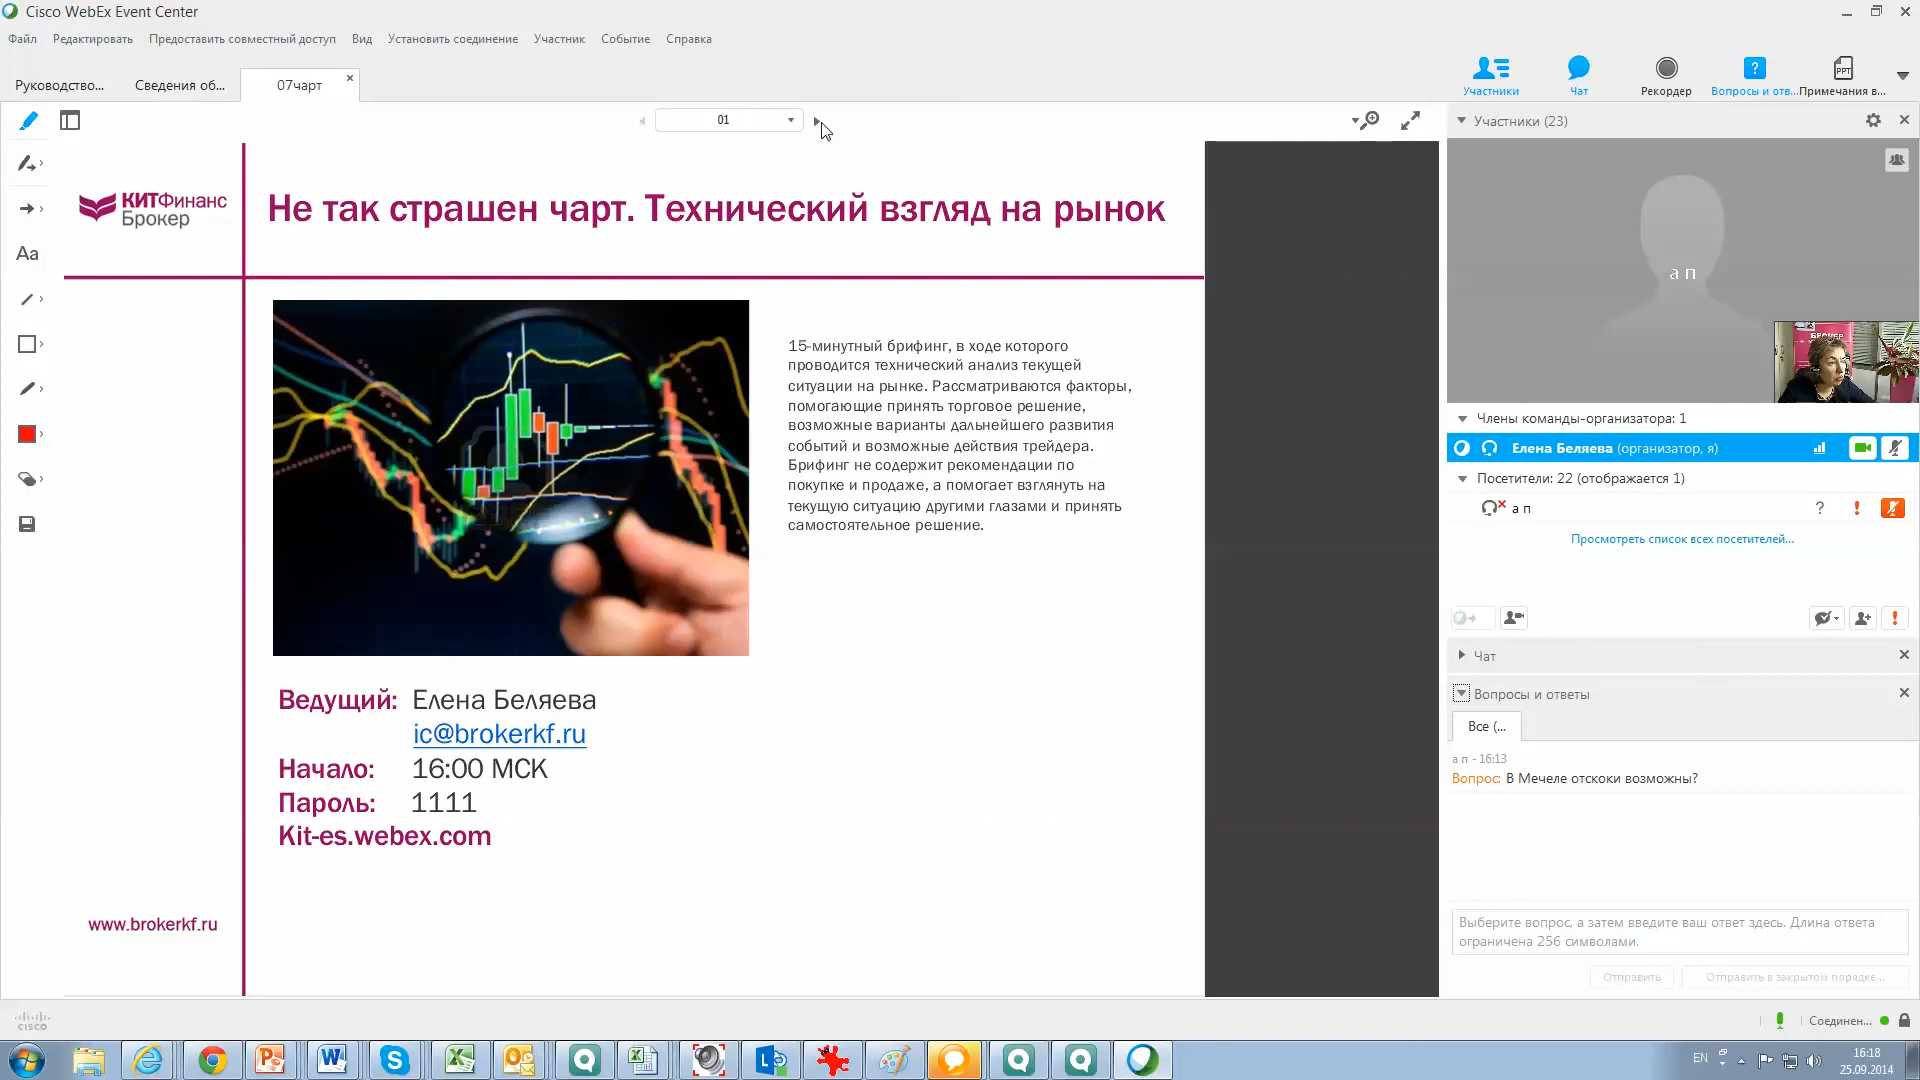 Cisco WebEx Event Center
Файл Редактировать Предоставить совместный доступ Вид Установить соединение Участник Событие Справка
Руководство... Сведения об... 07чарт
Участники Чат Рекордер Вопросы и отв... Примечания в...
01
Участники (23)
КИТФинанс
Брокер
Не так страшен чарт. Технический взгляд на рынок
Aa
а п
15-минутный брифинг, в ходе которого
проводится технический анализ текущей
ситуации на рынке. Рассматриваются факторы,
помогающие принять торговое решение,
возможные варианты дальнейшего развития
событий и возможные действия трейдера.
Брифинг не содержит рекомендации по
покупке и продаже, а помогает взглянуть на
текущую ситуацию другими глазами и принять
самостоятельное решение.
Члены команды-организатора: 1
Елена Беляева (организатор, я)
Посетители: 22 (отображается 1)
а п
Просмотреть список всех посетителей...
Чат
Вопросы и ответы
Все (...
а п - 16:13
Вопрос: В Мечеле отскоки возможны?
Ведущий: Елена Беляева
ic@brokerkf.ru
Начало: 16:00 МСК
Пароль: 1111
Kit-es.webex.com
www.brokerkf.ru
Выберите вопрос, а затем введите ваш ответ здесь. Длина ответа
ограничена 256 символами.
Отправить Отправить в закрытом порядке...
CISCO
Соединен...
EN
16:18
25.09.2014